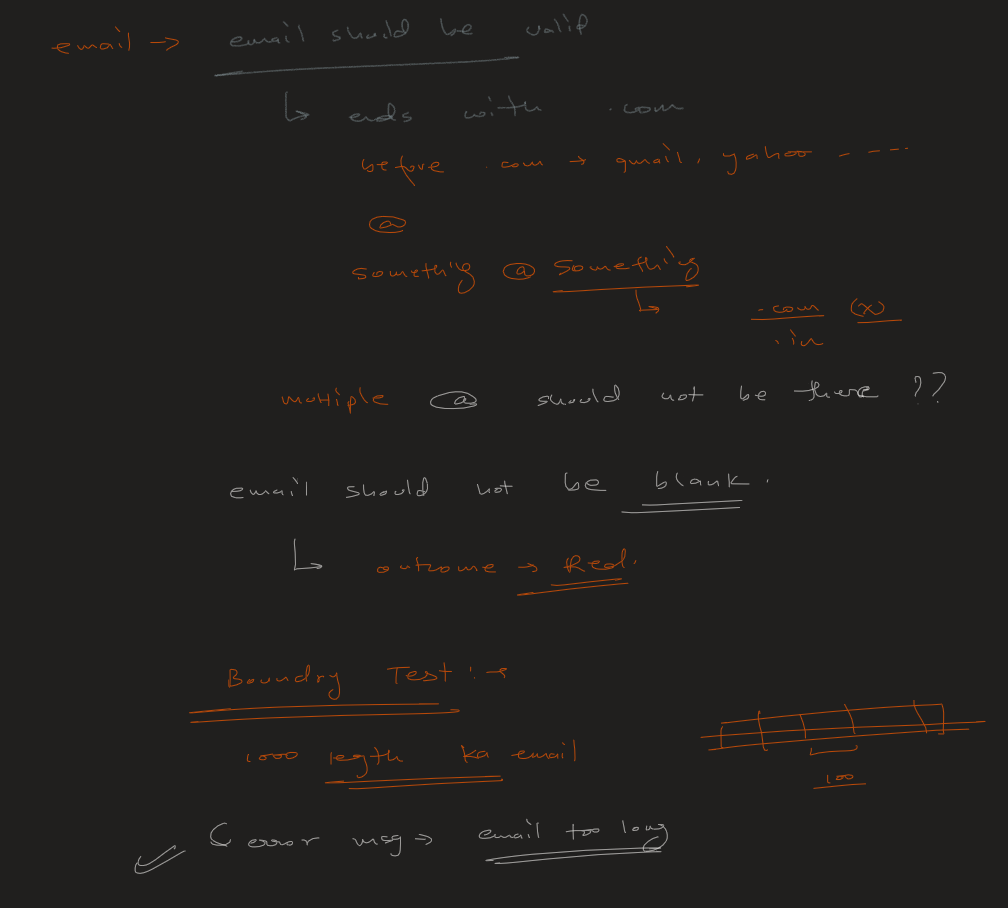 email → email should be valid
↳ ends with .com
before .com → gmail, yahoo - - - - -
@
something @ something
↳ .com (x)
.in
multiple @ should not be there ??
email should not be blank.
↳ outcome → Red.
Boundry Test :→
1000 legth ka email
100
error msg → email too long